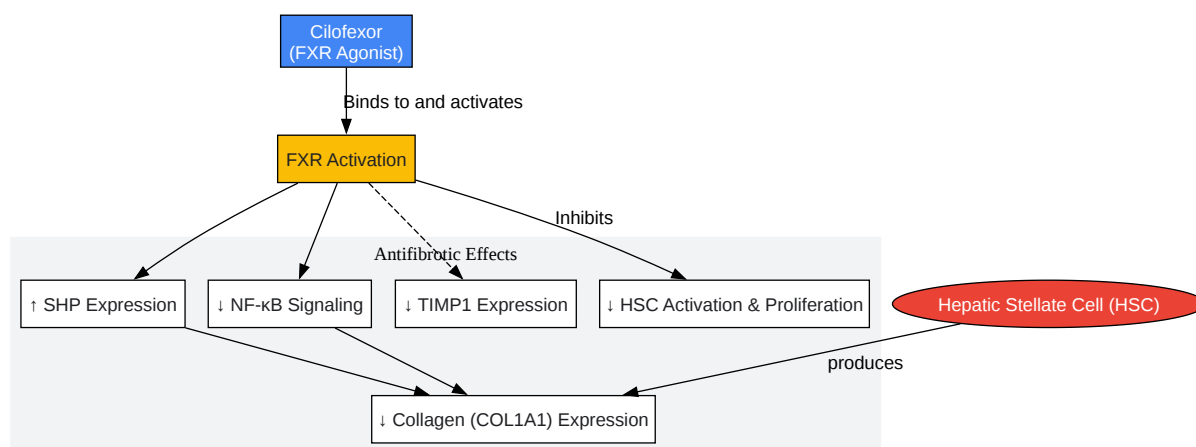 Cilofexor
(FXR Agonist)
Binds to and activates
FXR Activation
Inhibits
Antifibrotic Effects
↑ SHP Expression
↓ NF-κB Signaling
↓ TIMP1 Expression
↓ HSC Activation & Proliferation
Hepatic Stellate Cell (HSC)
produces
↓ Collagen (COL1A1) Expression